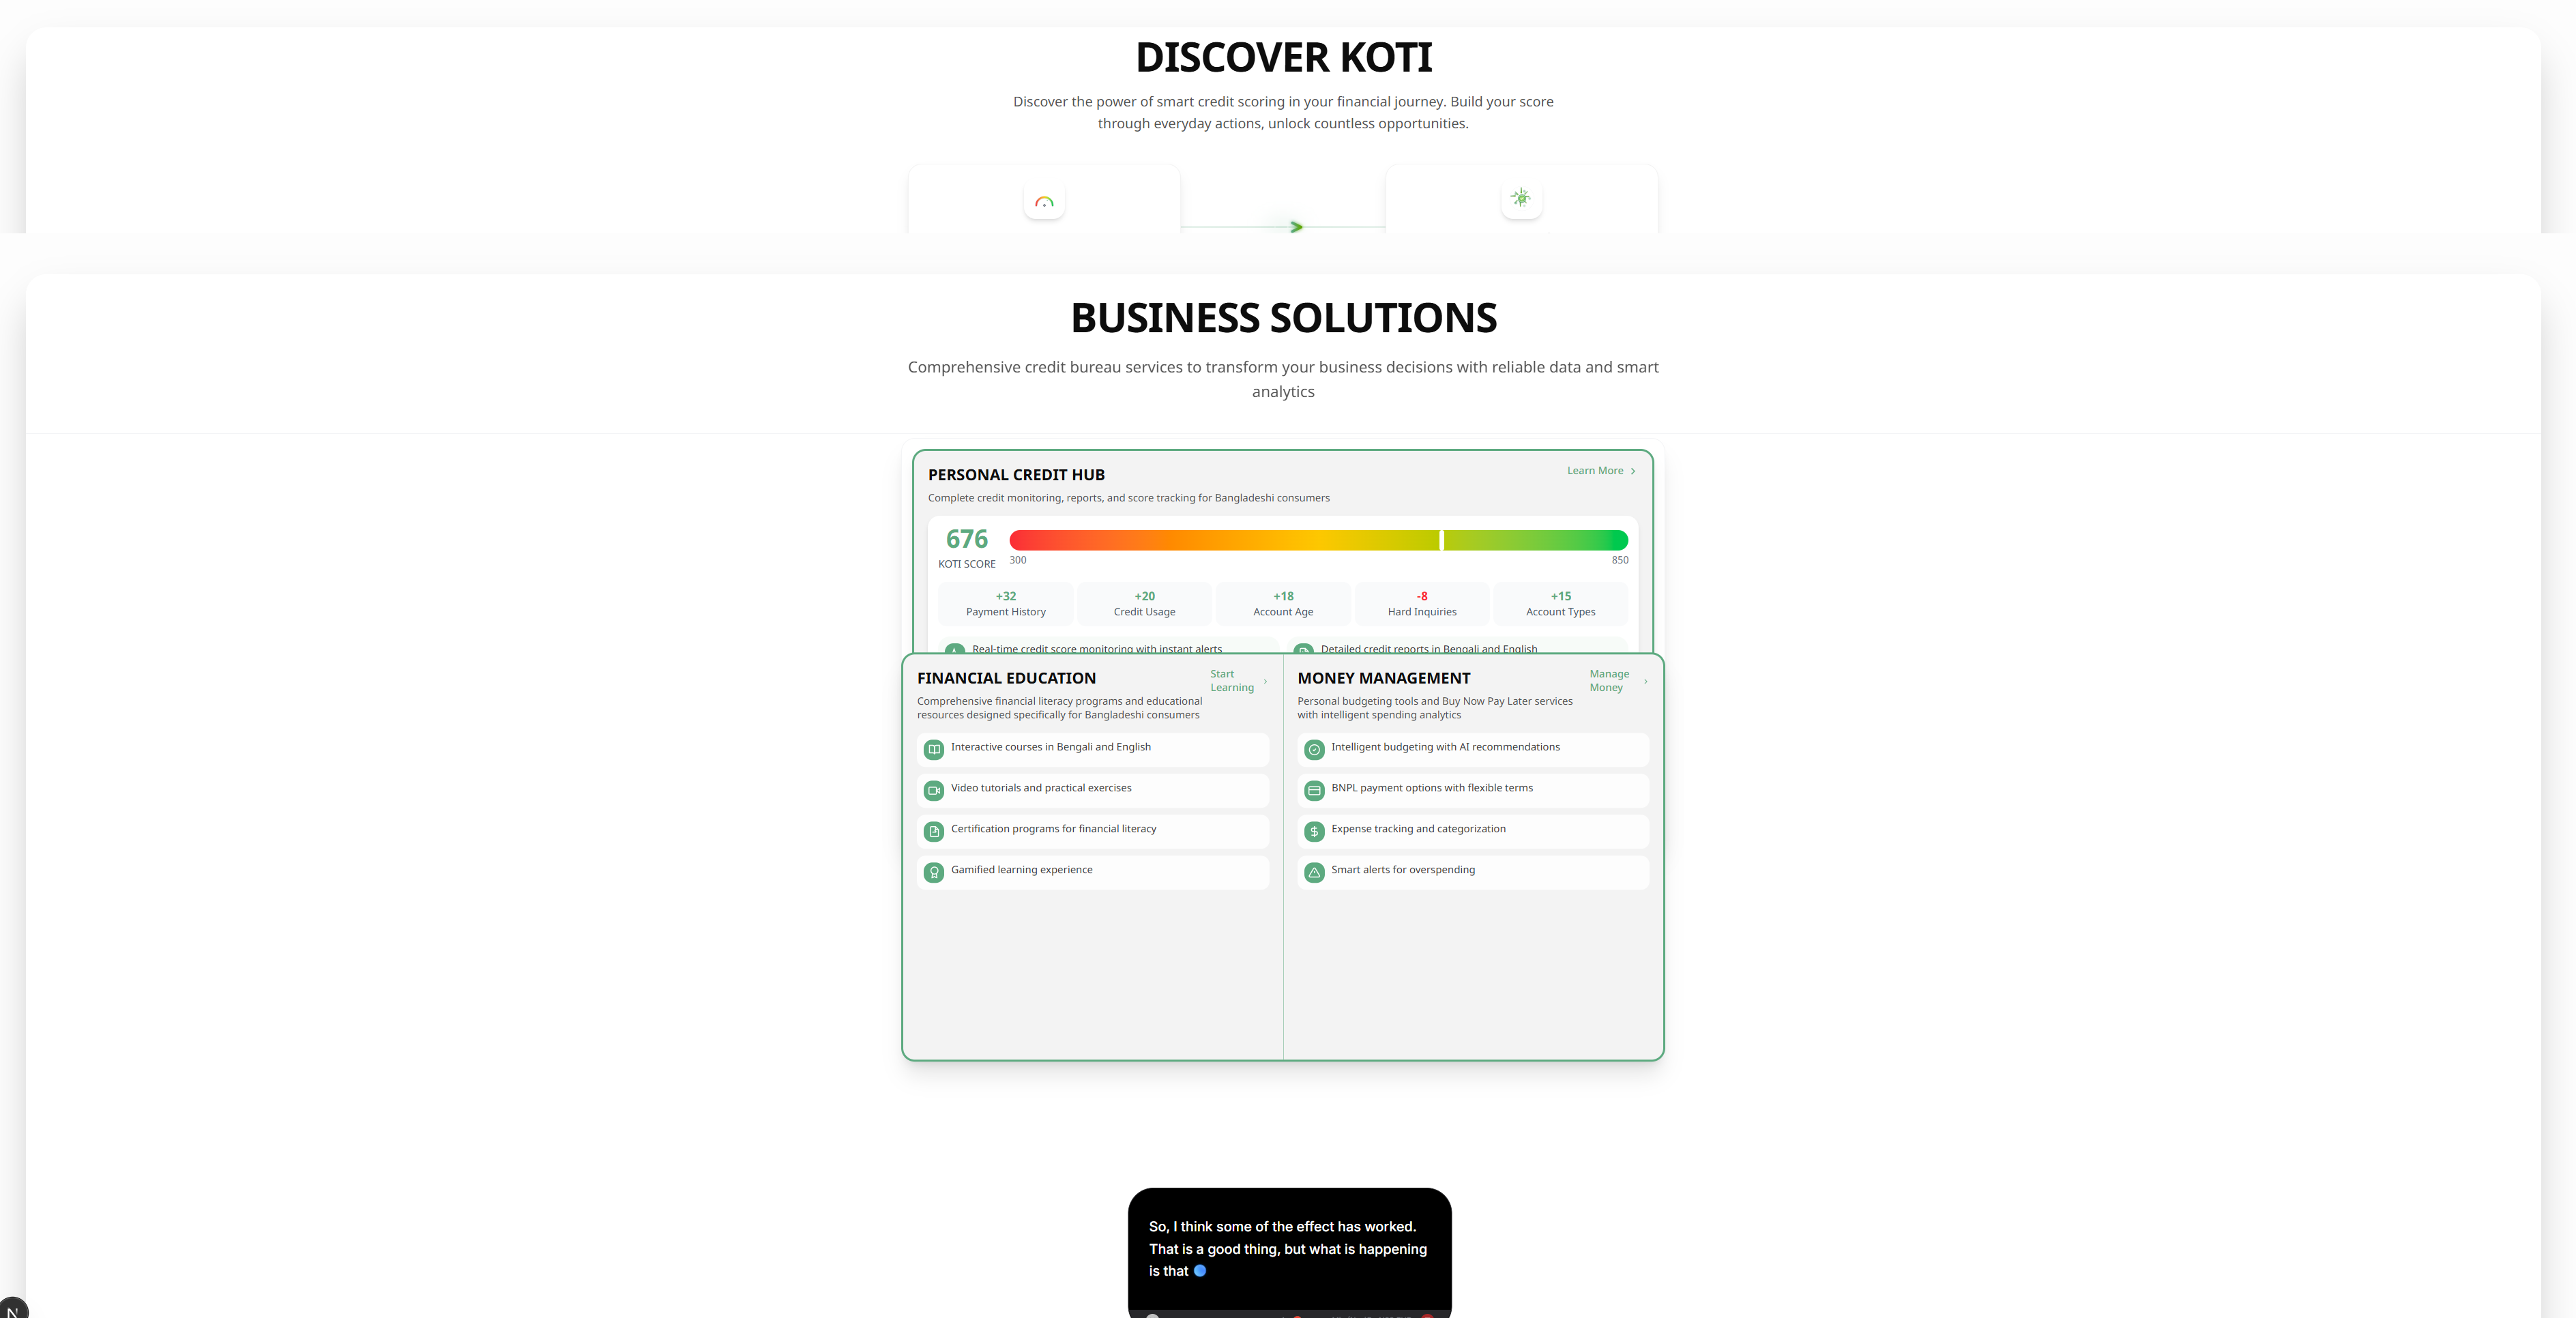 DISCOVER KOTI
Discover the power of smart credit scoring in your financial journey. Build your score
through everyday actions, unlock countless opportunities.
BUSINESS SOLUTIONS
Comprehensive credit bureau services to transform your business decisions with reliable data and smart
analytics
PERSONAL CREDIT HUB
Learn More
Complete credit monitoring, reports, and score tracking for Bangladeshi consumers
676
KOTI SCORE
300
850
+32
Payment History
+20
Credit Usage
+18
Account Age
-8
Hard Inquiries
+15
Account Types
Real-time credit score monitoring with instant alerts
Detailed credit reports in Bengali and English
FINANCIAL EDUCATION
Start
Learning
Comprehensive financial literacy programs and educational
resources designed specifically for Bangladeshi consumers
Interactive courses in Bengali and English
Video tutorials and practical exercises
Certification programs for financial literacy
Gamified learning experience
MONEY MANAGEMENT
Manage
Money
Personal budgeting tools and Buy Now Pay Later services
with intelligent spending analytics
Intelligent budgeting with AI recommendations
BNPL payment options with flexible terms
Expense tracking and categorization
Smart alerts for overspending
So, I think some of the effect has worked.
That is a good thing, but what is happening
is that
N